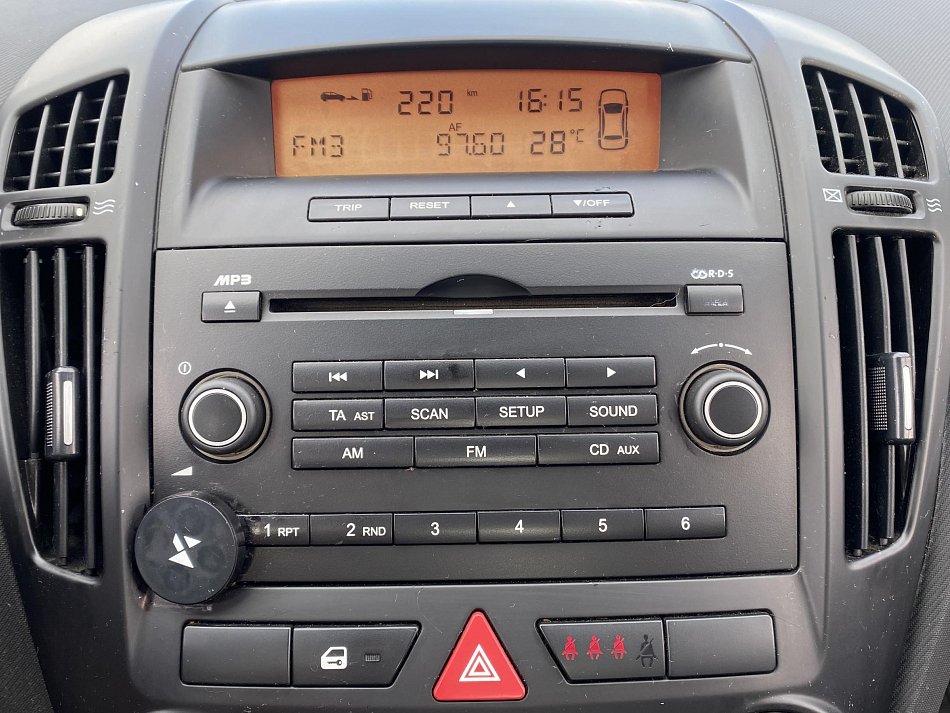 220 km 16:15
FM3 AF 97.60 28°C
TRIP RESET ▲ ▼/OFF
MP3 R·D·S
TA AST SCAN SETUP SOUND
AM FM CD AUX
1 RPT 2 RND 3 4 5 6